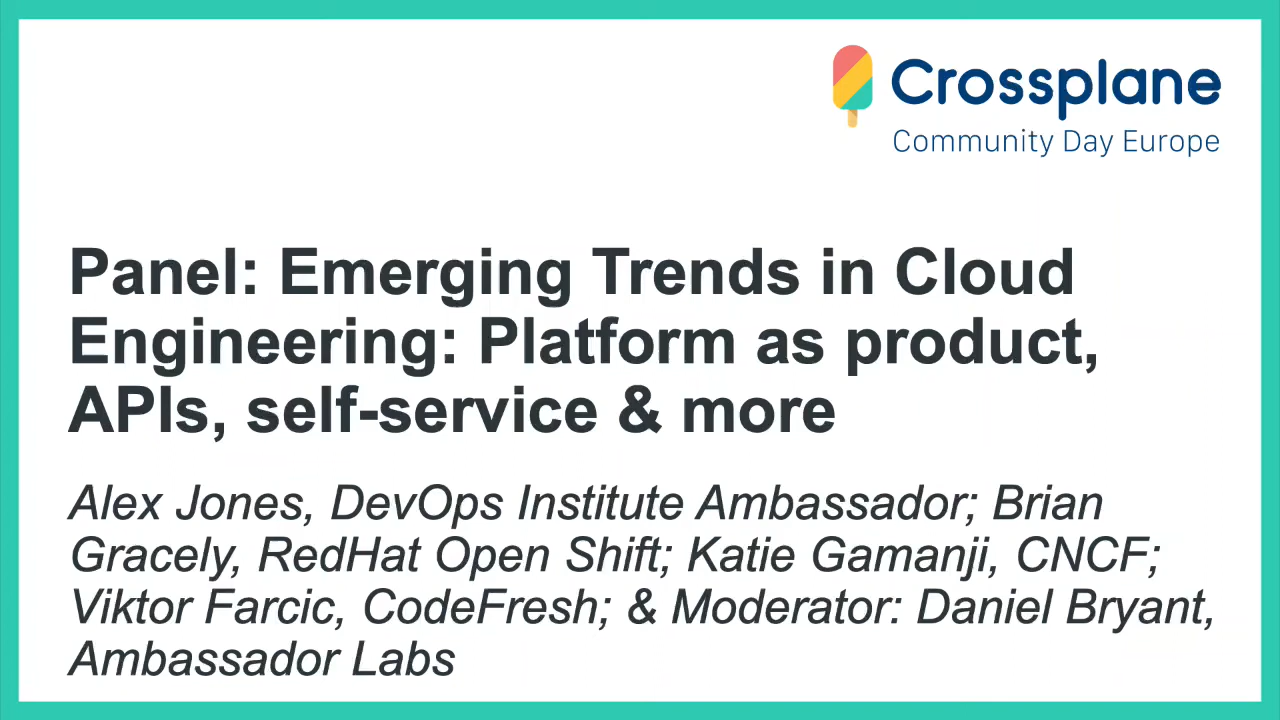 Crossplane
Community Day Europe
Panel: Emerging Trends in Cloud
Engineering: Platform as product,
APIs, self-service & more
Alex Jones, DevOps Institute Ambassador; Brian
Gracely, RedHat Open Shift; Katie Gamanji, CNCF;
Viktor Farcic, CodeFresh; & Moderator: Daniel Bryant,
Ambassador Labs